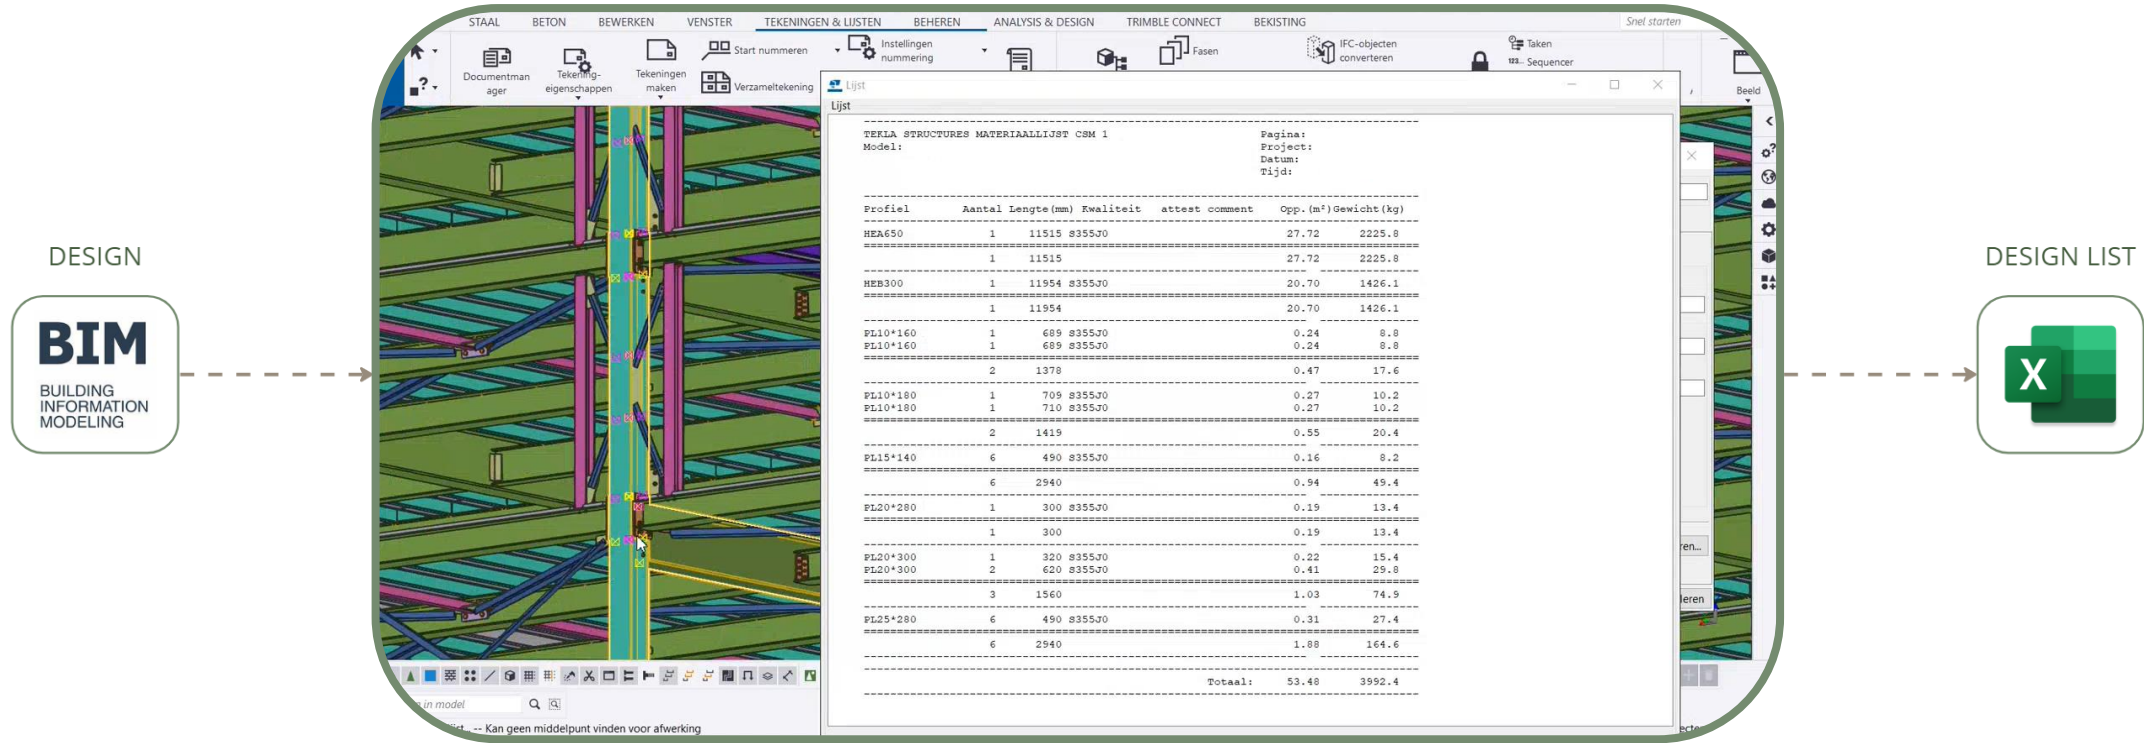 STAAL BETON BEWERKEN VENSTER TEKENINGEN & LIJSTEN BEHEREN ANALYSIS & DESIGN TRIMBLE CONNECT BEKISTING Snel starten
Documentman
ager
Tekening-
eigenschappen
Tekeningen
maken
Start nummeren
Verzameltekening
Instellingen
nummering
Fasen
IFC-objecten
converteren
Taken
123... Sequencer
Beeld
Lijst
Lijst
TEKLA STRUCTURES MATERIAALLIJST CSM 1 Pagina:
Model: Project:
Datum:
Tijd:
Profiel Aantal Lengte(mm) Kwaliteit attest comment Opp.(m²) Gewicht(kg)
HEA650 1 11515 S355J0 27.72 2225.8
1 11515 27.72 2225.8
HEB300 1 11954 S355J0 20.70 1426.1
1 11954 20.70 1426.1
PL10*160 1 689 S355J0 0.24 8.8
PL10*160 1 689 S355J0 0.24 8.8
2 1378 0.47 17.6
PL10*180 1 709 S355J0 0.27 10.2
PL10*180 1 710 S355J0 0.27 10.2
2 1419 0.55 20.4
PL15*140 6 490 S355J0 0.16 8.2
6 2940 0.94 49.4
PL20*280 1 300 S355J0 0.19 13.4
1 300 0.19 13.4
PL20*300 1 320 S355J0 0.22 15.4
PL20*300 2 620 S355J0 0.41 29.8
3 1560 1.03 74.9
PL25*280 6 490 S355J0 0.31 27.4
6 2940 1.88 164.6
Totaal: 53.48 3992.4
in model
-- Kan geen middelpunt vinden voor afwerking
DESIGN
BIM
BUILDING
INFORMATION
MODELING
DESIGN LIST
X